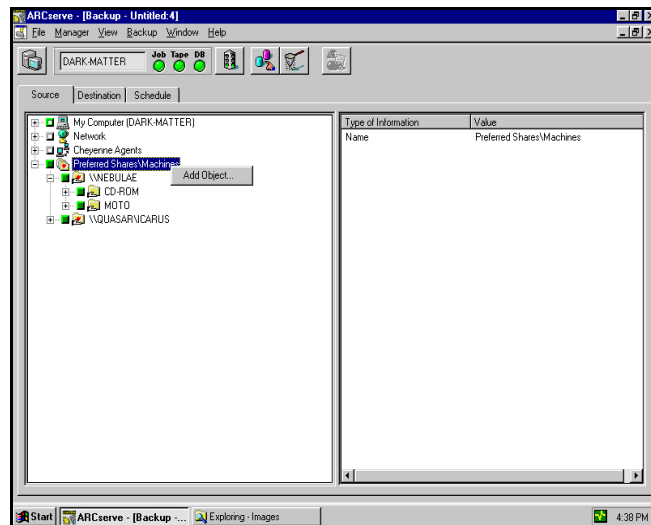 ARCserve - [Backup - Untitled:4]
File Manager View Backup Window Help
DARK-MATTER
Job Tape DB
Source Destination Schedule
My Computer (DARK-MATTER)
Network
Cheyenne Agents
Preferred Shares\Machines
Add Object...
\\NEBULAE
CD-ROM
MOTO
\\QUASAR\ICARUS
Type of Information Value
Name Preferred Shares\Machines
Start ARCserve - [Backup -... Exploring - Images 4:38 PM